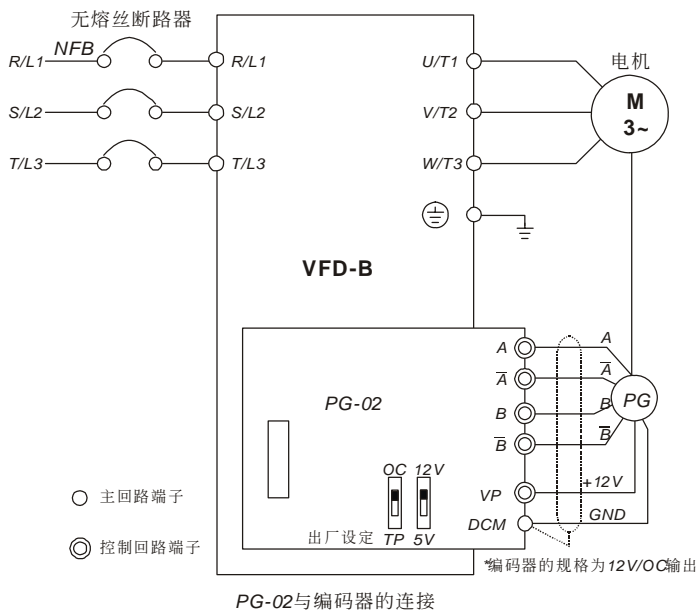 无熔丝断路器
NFB
R/L1
R/L1
U/T1
电机
S/L2
S/L2
V/T2
M
3~
T/L3
T/L3
W/T3
VFD-B
A
A
A̅
A̅
PG-02
B
B
PG
B̅
B̅
OC 12V
VP
+12V
主回路端子
DCM
GND
出厂设定 TP 5V
控制回路端子
*编码器的规格为12V/OC输出
PG-02与编码器的连接